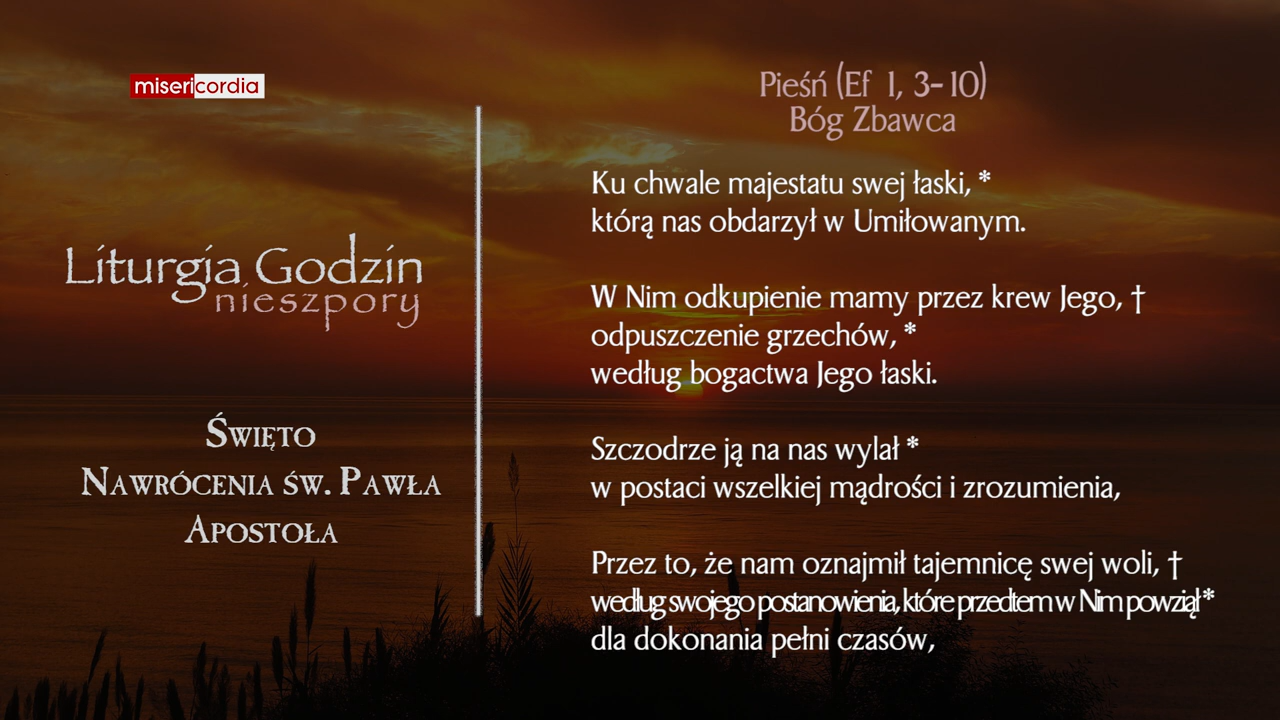 misericordia
Liturgia Godzin
nieszpory
Święto
Nawrócenia św. Pawła
Apostoła
Pieśń (Ef 1, 3-10)
Bóg Zbawca
Ku chwale majestatu swej łaski, *
którą nas obdarzył w Umiłowanym.
W Nim odkupienie mamy przez krew Jego, †
odpuszczenie grzechów, *
według bogactwa Jego łaski.
Szczodrze ją na nas wylał *
w postaci wszelkiej mądrości i zrozumienia,
Przez to, że nam oznajmił tajemnicę swej woli, †
według swojego postanowienia, które przedtem w Nim powziął *
dla dokonania pełni czasów,